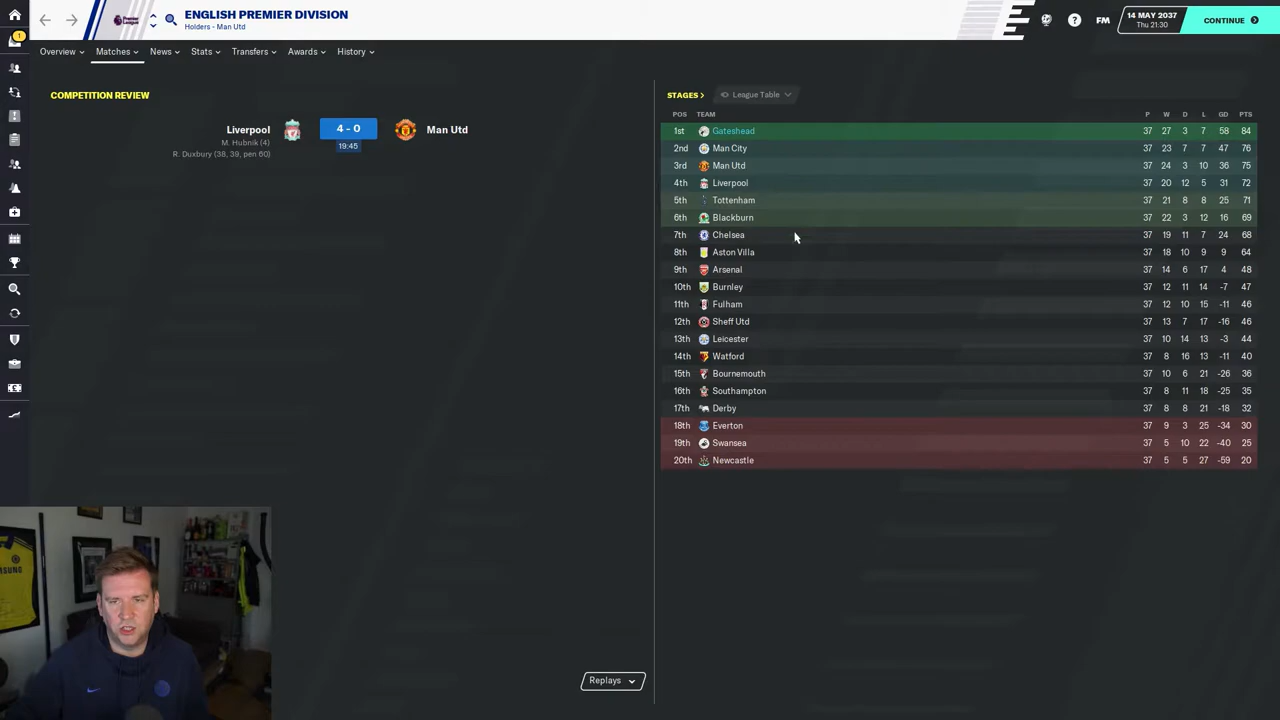 1
ENGLISH PREMIER DIVISION
Holders - Man Utd
FM
14 MAY 2037
Thu 21:30
CONTINUE
Overview
Matches
News
Stats
Transfers
Awards
History
COMPETITION REVIEW
Liverpool 4 - 0 Man Utd
M. Hubnik (4)
19:45
R. Duxbury (38, 39, pen 60)
Replays
STAGES > League Table
POS TEAM P W D L GD PTS
1st Gateshead 37 27 3 7 58 84
2nd Man City 37 23 7 7 47 76
3rd Man Utd 37 24 3 10 36 75
4th Liverpool 37 20 12 5 31 72
5th Tottenham 37 21 8 8 25 71
6th Blackburn 37 22 3 12 16 69
7th Chelsea 37 19 11 7 24 68
8th Aston Villa 37 18 10 9 9 64
9th Arsenal 37 14 6 17 4 48
10th Burnley 37 12 11 14 -7 47
11th Fulham 37 12 10 15 -11 46
12th Sheff Utd 37 13 7 17 -16 46
13th Leicester 37 10 14 13 -3 44
14th Watford 37 8 16 13 -11 40
15th Bournemouth 37 10 6 21 -26 36
16th Southampton 37 8 11 18 -25 35
17th Derby 37 8 8 21 -18 32
18th Everton 37 9 3 25 -34 30
19th Swansea 37 5 10 22 -40 25
20th Newcastle 37 5 5 27 -59 20